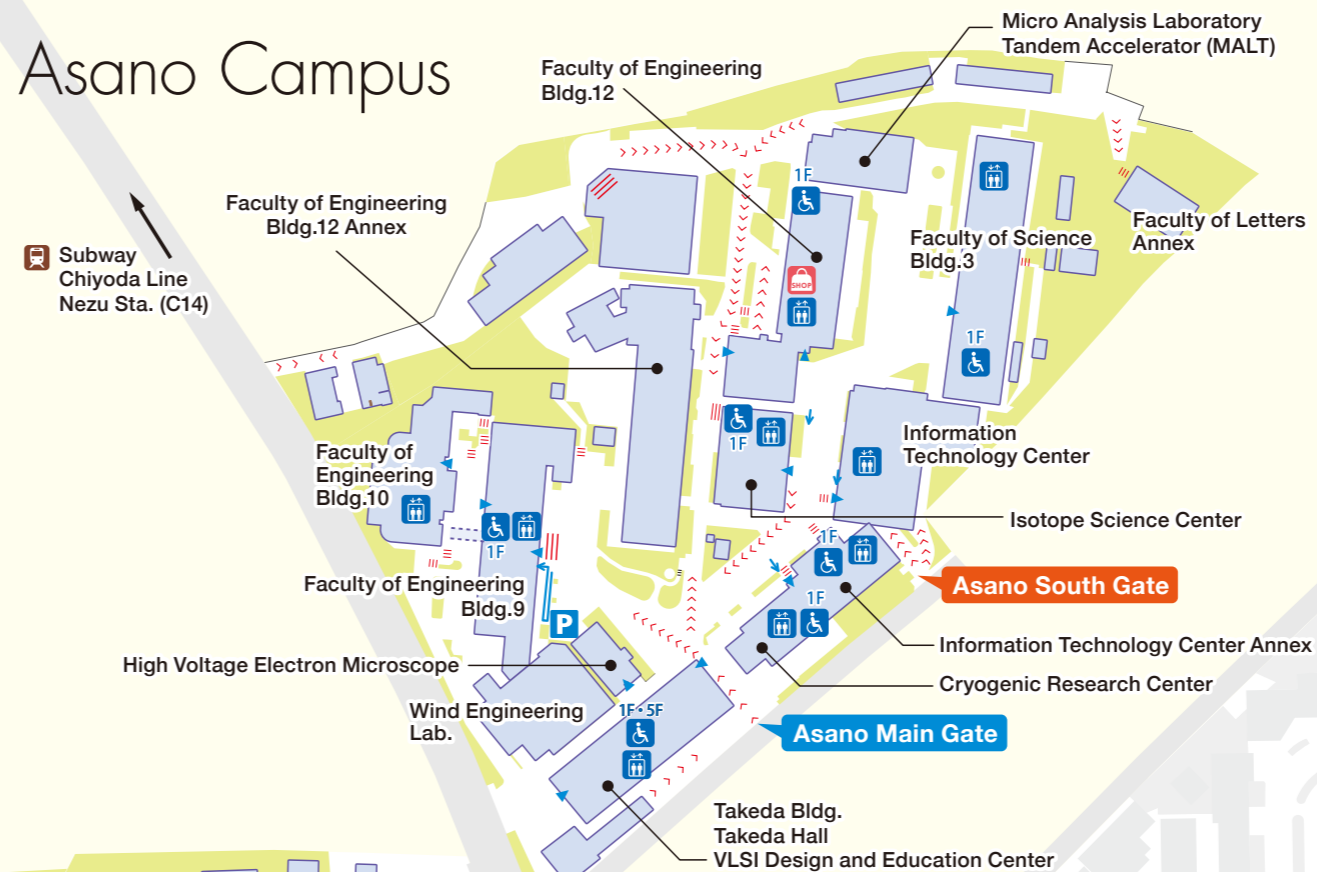 Asano Campus
Micro Analysis Laboratory
Tandem Accelerator (MALT)
Faculty of Engineering
Bldg.12
Faculty of Engineering
Bldg.12 Annex
Subway
Chiyoda Line
Nezu Sta. (C14)
1F
SHOP
Faculty of Science
Bldg.3
Faculty of Letters
Annex
1F
1F
Information
Technology Center
Faculty of
Engineering
Bldg.10
Isotope Science Center
1F
1F
Faculty of Engineering
Bldg.9
Asano South Gate
1F
P
Information Technology Center Annex
High Voltage Electron Microscope
Cryogenic Research Center
Wind Engineering
Lab.
1F・5F
Asano Main Gate
Takeda Bldg.
Takeda Hall
VLSI Design and Education Center